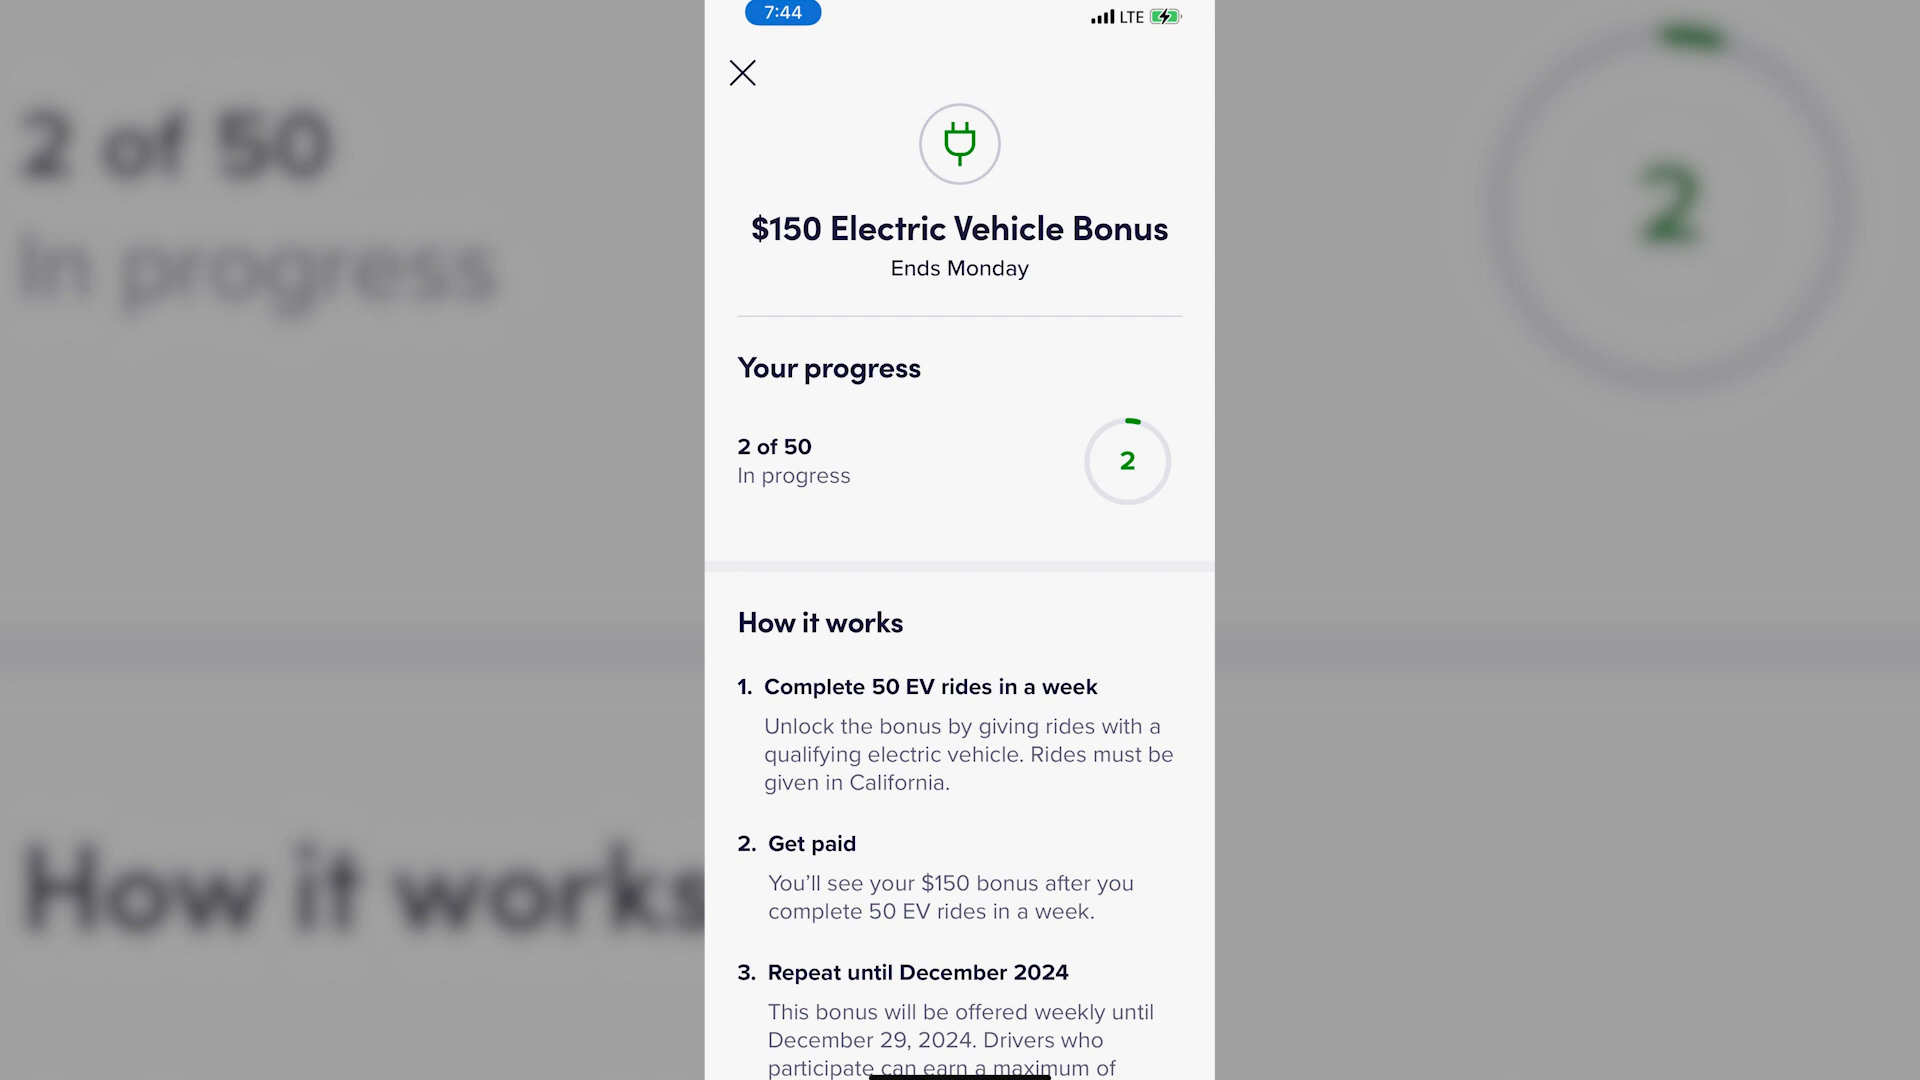 7:44
LTE
$150 Electric Vehicle Bonus
Ends Monday
Your progress
2 of 50
In progress
2
How it works
1. Complete 50 EV rides in a week
Unlock the bonus by giving rides with a
qualifying electric vehicle. Rides must be
given in California.
2. Get paid
You’ll see your $150 bonus after you
complete 50 EV rides in a week.
3. Repeat until December 2024
This bonus will be offered weekly until
December 29, 2024. Drivers who
participate can earn a maximum of
2 of 50
In progress
2
How it works